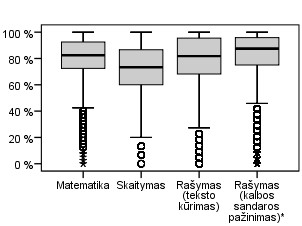 100 %
80 %
60 %
40 %
20 %
0 %
Matematika
Skaitymas
Rašymas
(teksto
kūrimas)
Rašymas
(kalbos
sandaros
pažinimas)*